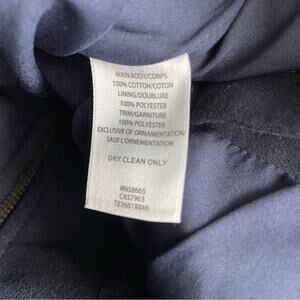 MAIN BODY/CORPS
100% COTTON/COTON
LINING/DOUBLURE
100% POLYESTER
TRIM/GARNITURE
100% POLYESTER
EXCLUSIVE OF ORNAMENTATION/
SAUF L'ORNEMENTATION
DRY CLEAN ONLY
RN58665
CA57963